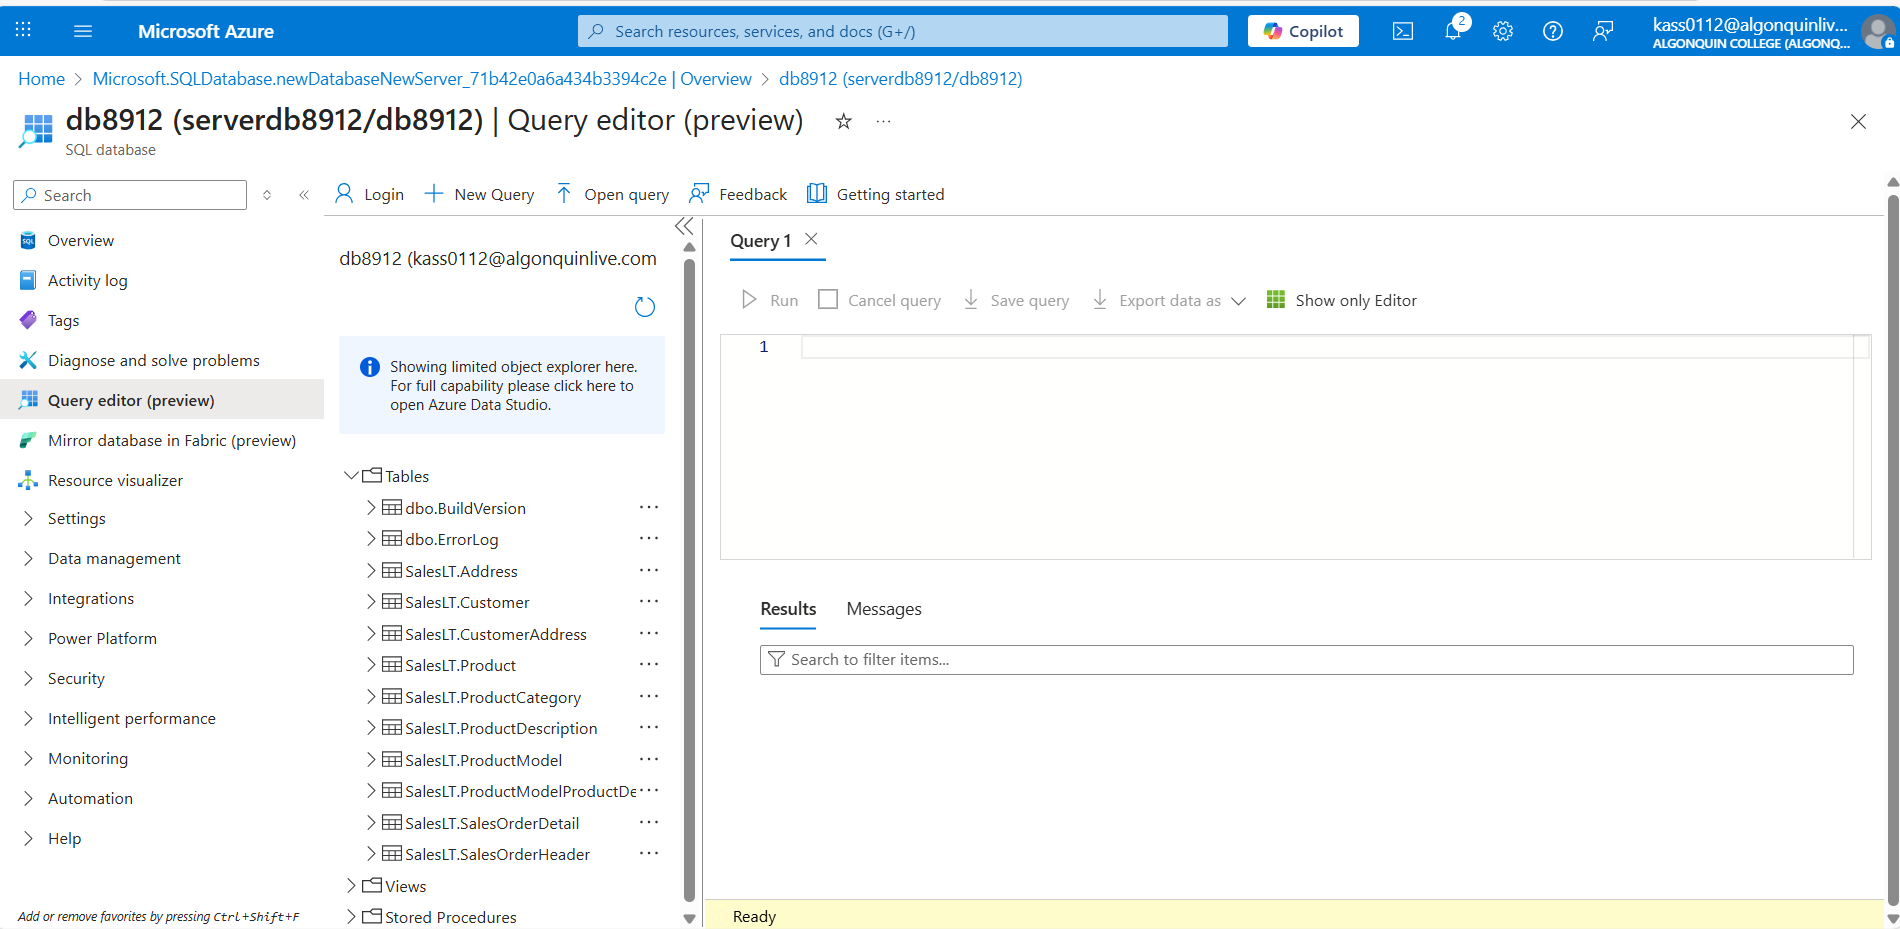 Microsoft Azure
Search resources, services, and docs (G+/)
Copilot
2
kass0112@algonquinlive....
ALGONQUIN COLLEGE (ALGONQ...
Home > Microsoft.SQLDatabase.newDatabaseNewServer_71b42e0a6a434b3394c2e | Overview > db8912 (serverdb8912/db8912)
db8912 (serverdb8912/db8912) | Query editor (preview)
SQL database
Search
Login
New Query
Open query
Feedback
Getting started
Overview
Activity log
Tags
Diagnose and solve problems
Query editor (preview)
Mirror database in Fabric (preview)
Resource visualizer
Settings
Data management
Integrations
Power Platform
Security
Intelligent performance
Monitoring
Automation
Help
Add or remove favorites by pressing Ctrl+Shift+F
db8912 (kass0112@algonquinlive.com
Showing limited object explorer here.
For full capability please click here to
open Azure Data Studio.
Tables
dbo.BuildVersion
dbo.ErrorLog
SalesLT.Address
SalesLT.Customer
SalesLT.CustomerAddress
SalesLT.Product
SalesLT.ProductCategory
SalesLT.ProductDescription
SalesLT.ProductModel
SalesLT.ProductModelProductDe
SalesLT.SalesOrderDetail
SalesLT.SalesOrderHeader
Views
Stored Procedures
Query 1
Run
Cancel query
Save query
Export data as
Show only Editor
1
Results
Messages
Search to filter items...
Ready